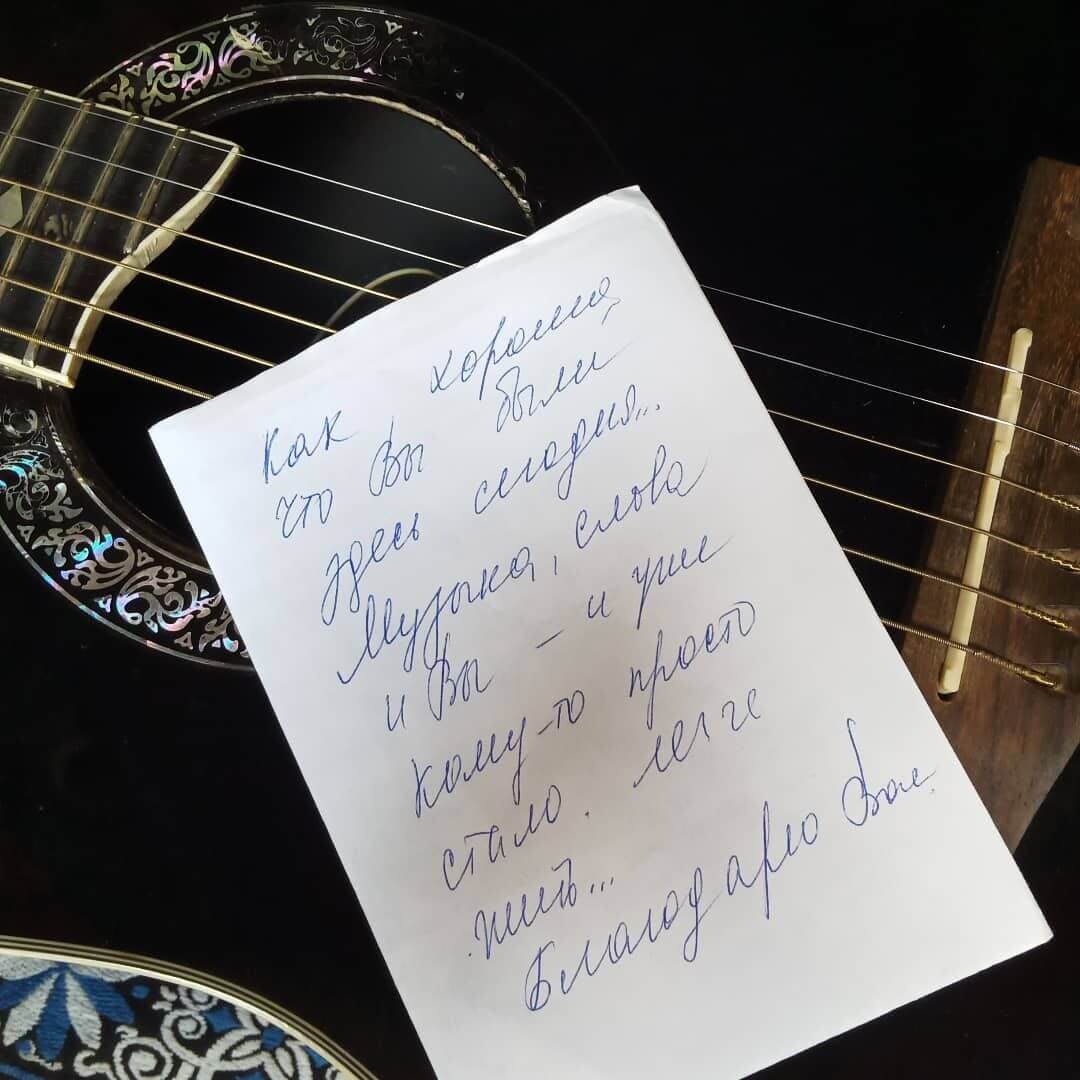 Как хорошо,
что Вы были
здесь сегодня...
Музыка, слова
и Вы - и уже
кому-то просто
стало легче
жить...
Благодарю Вас.